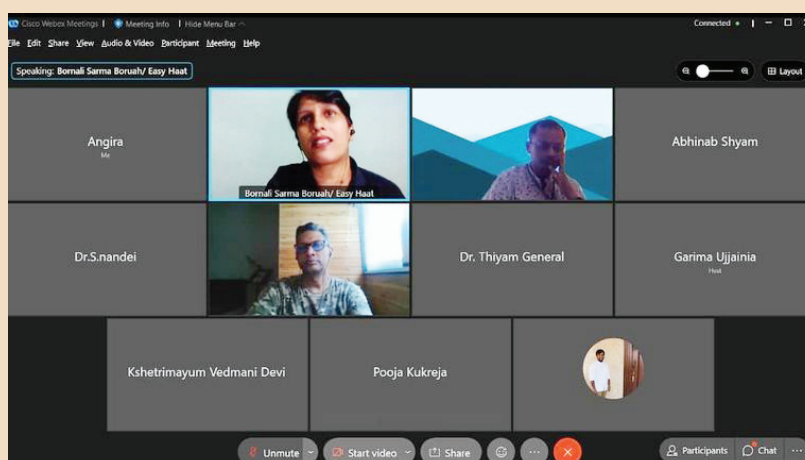 Cisco Webex Meetings
Meeting Info
Hide Menu Bar
Connected
File Edit Share View Audio & Video Participant Meeting Help
Speaking: Bornali Sarma Boruah/ Easy Haat
Layout
Angira
Me
Bornali Sarma Boruah/ Easy Haat
Abhinab Shyam
Dr.S.nandei
Dr. Thiyam General
Garima Ujjainia
Host
Kshetrimayum Vedmani Devi
Pooja Kukreja
Unmute
Start video
Share
Participants
Chat